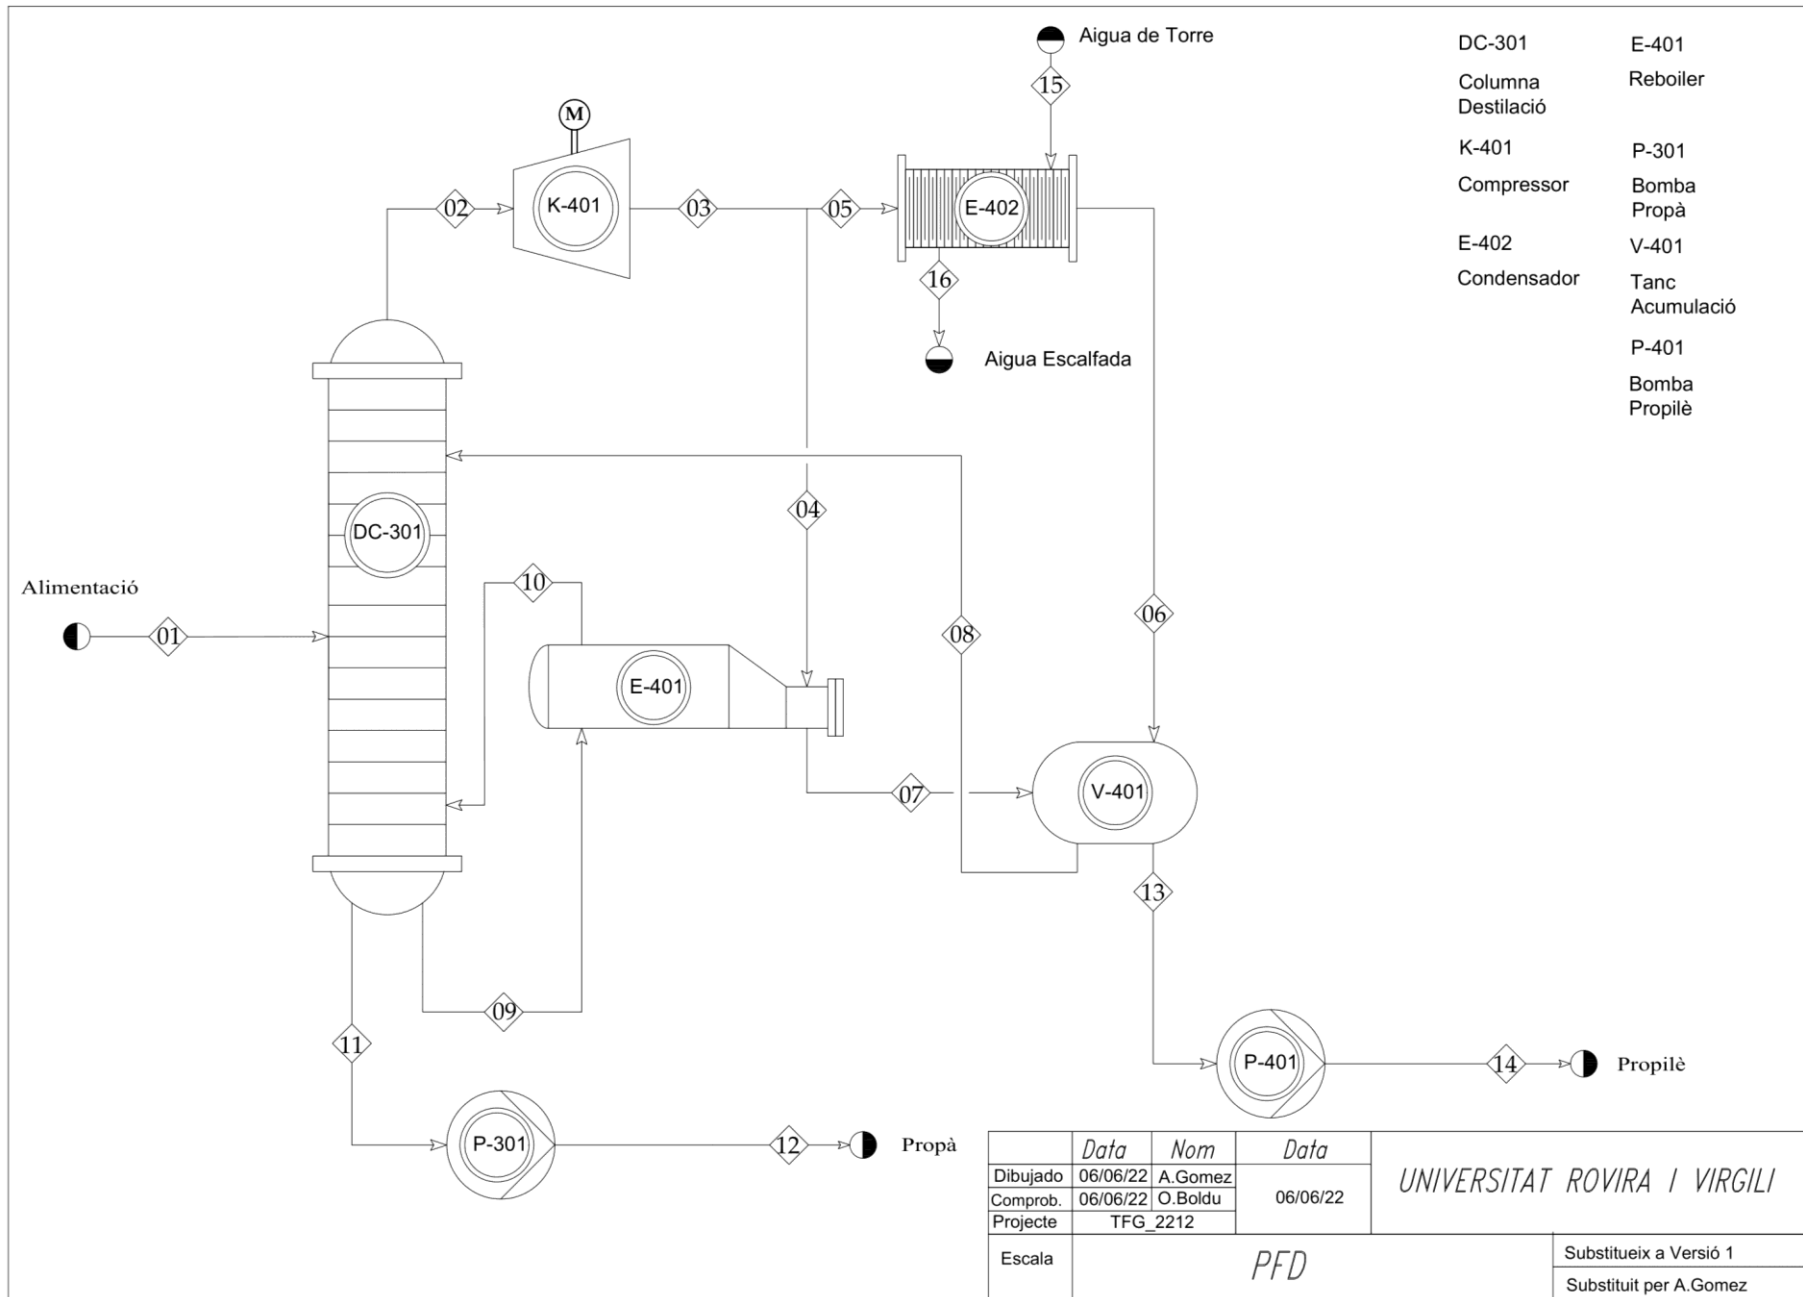 Aigua de Torre
15
M
02
K-401
03
05
E-402
16
Aigua Escalfada
DC-301
E-401
Columna
Destilació
Reboiler
K-401
P-301
Compressor
Bomba
Propà
E-402
V-401
Condensador
Tanc
Acumulació
P-401
Bomba
Propilè
DC-301
04
Alimentació
01
10
E-401
08
06
07
V-401
13
09
11
P-301
12
Propà
P-401
14
Propilè
Data Nom Data
Dibujado 06/06/22 A.Gomez
Comprob. 06/06/22 O.Boldu 06/06/22
Projecte TFG_2212
UNIVERSITAT ROVIRA I VIRGILI
Escala
PFD
Substitueix a Versió 1
Substituit per A.Gomez